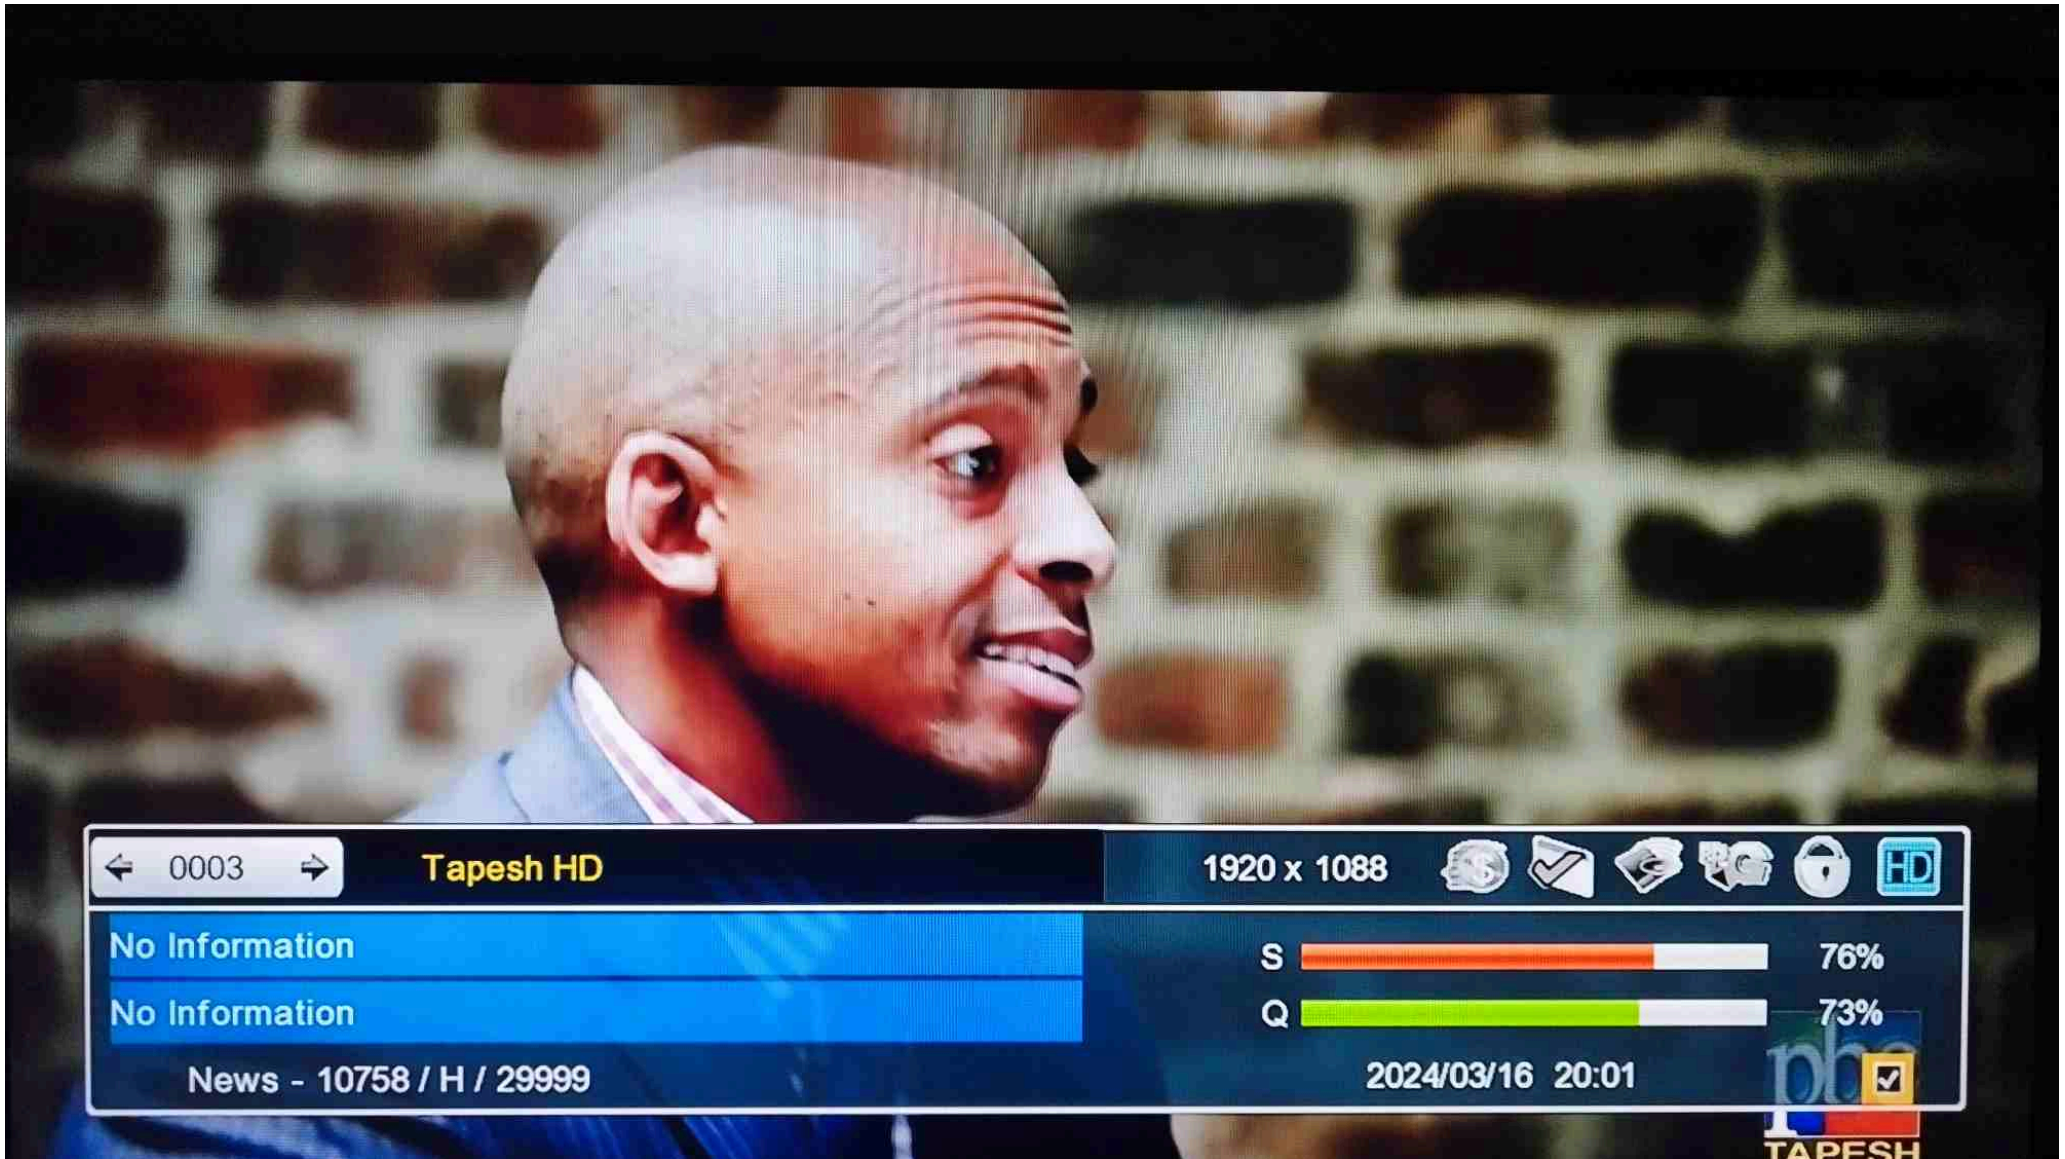 0003
Tapesh HD
1920 x 1088
HD
No Information
S 76%
No Information
Q 73%
News - 10758 / H / 29999
2024/03/16 20:01
TAPESH